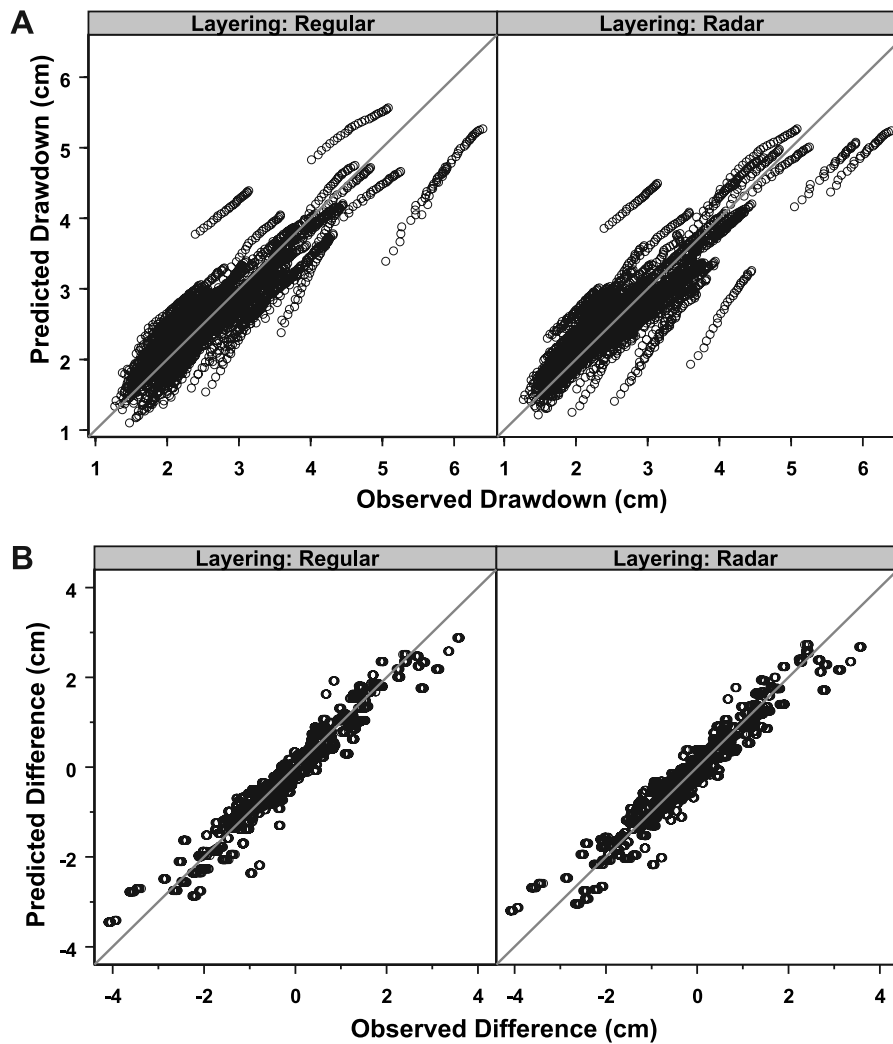 A
Layering: Regular
Layering: Radar
Predicted Drawdown (cm)
6
5
4
3
2
1
1 2 3 4 5 6
1 2 3 4 5 6
Observed Drawdown (cm)
B
Layering: Regular
Layering: Radar
Predicted Difference (cm)
4
2
0
-2
-4
-4 -2 0 2 4
-4 -2 0 2 4
Observed Difference (cm)